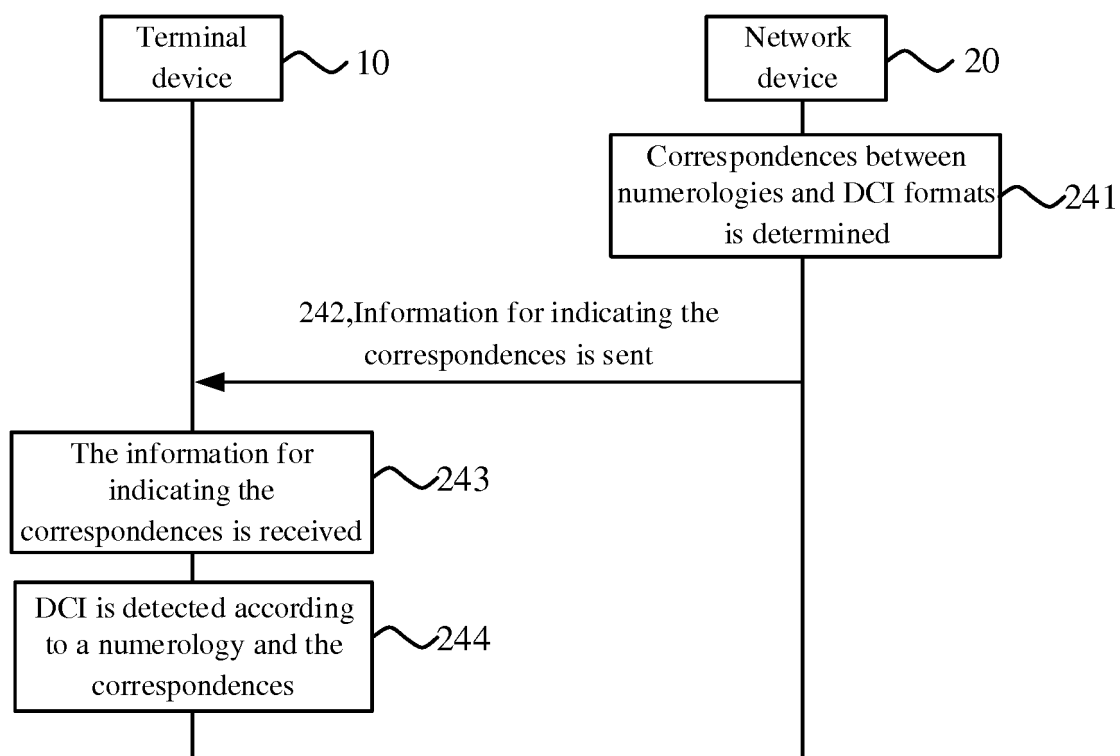 Terminal
device
10
Network
device
20
Correspondences between
numerologies and DCI formats
is determined
241
242,Information for indicating the
correspondences is sent
The information for
indicating the
correspondences is received
243
DCI is detected according
to a numerology and the
correspondences
244